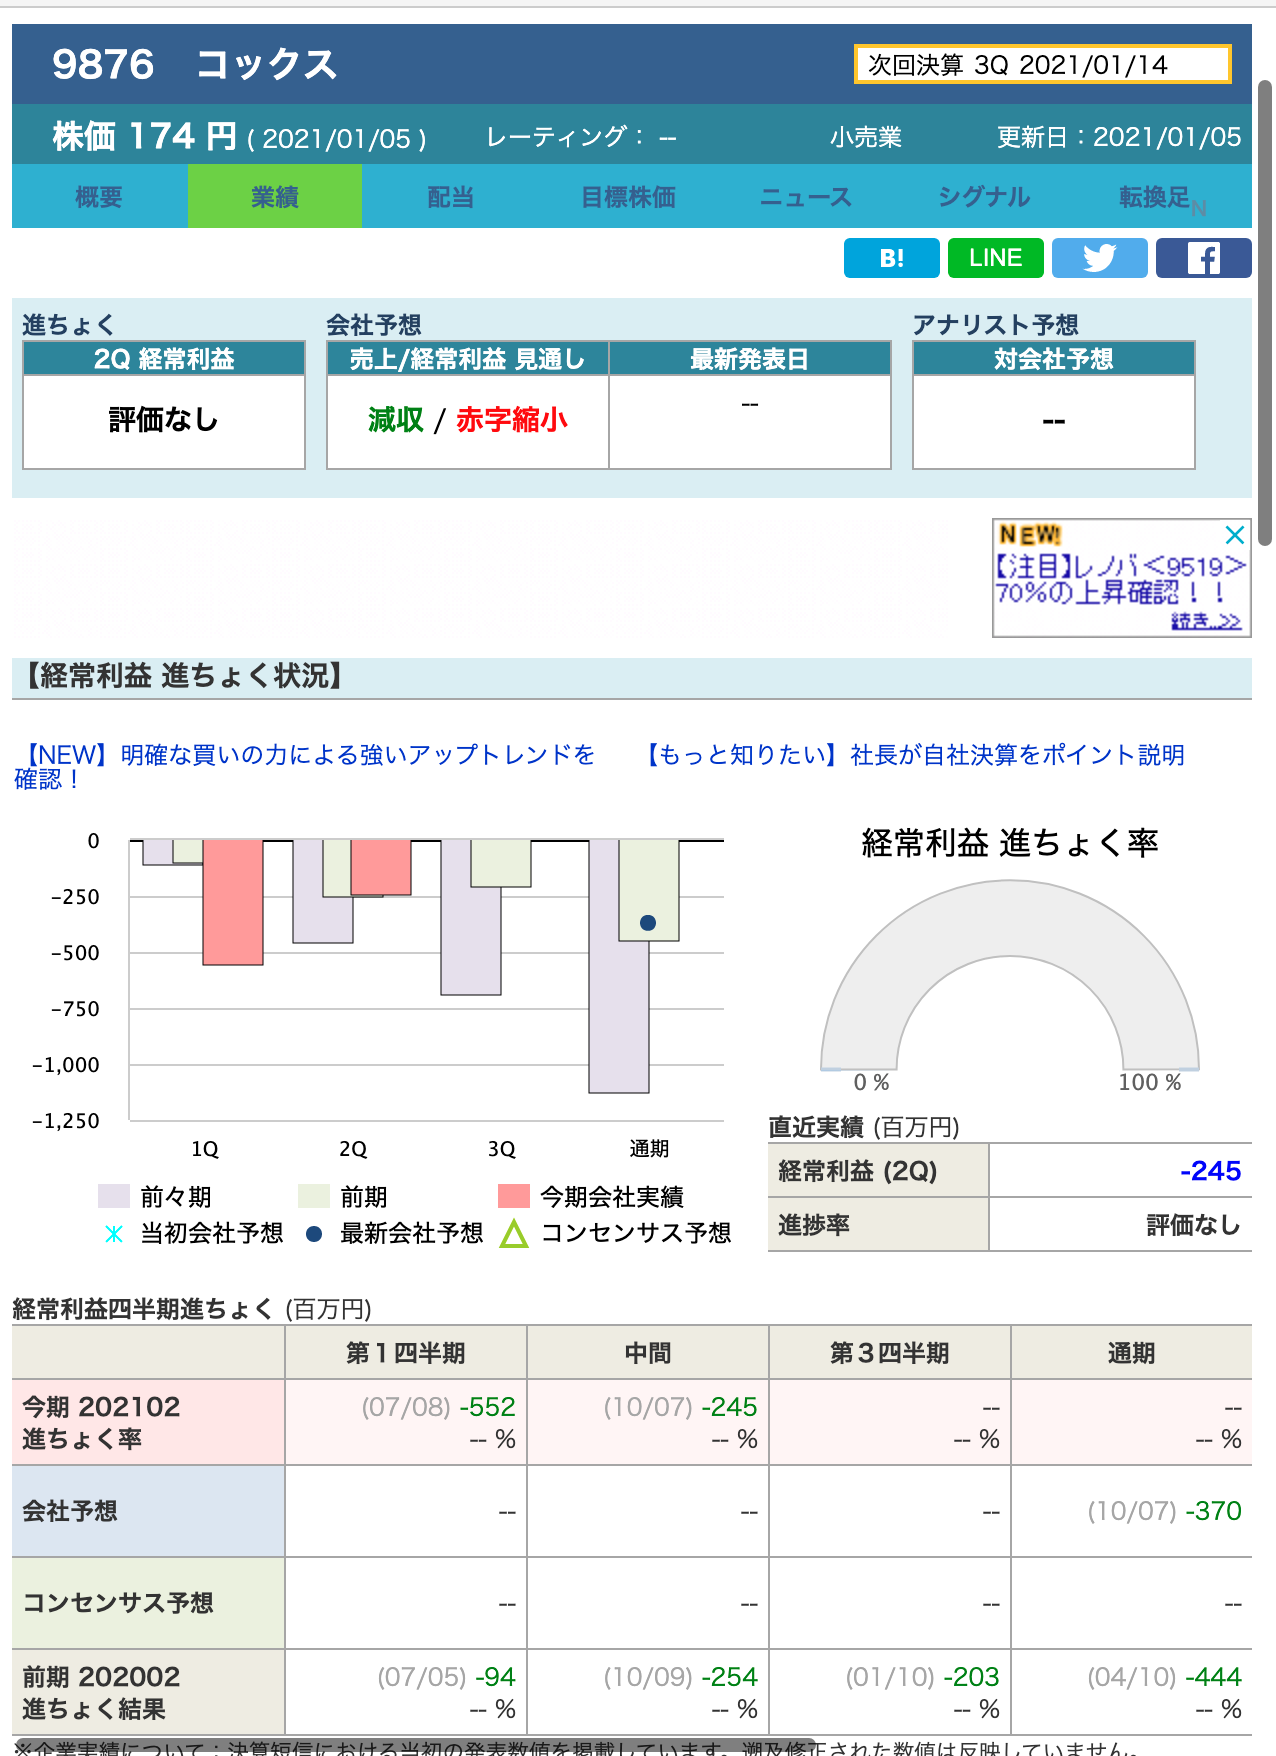 9876 コックス
次回決算 3Q 2021/01/14
株価 174 円 ( 2021/01/05 ) レーティング： -- 小売業 更新日：2021/01/05
概要 業績 配当 目標株価 ニュース シグナル 転換足 N
B! LINE
進ちょく 会社予想 アナリスト予想
2Q 経常利益 売上/経常利益 見通し 最新発表日 対会社予想
評価なし 減収 / 赤字縮小 -- --
NEW!
【注目】レノバ<9519>
70%の上昇確認！！
続き..>>
【経常利益 進ちょく状況】
【NEW】明確な買いの力による強いアップトレンドを
確認！
【もっと知りたい】社長が自社決算をポイント説明
経常利益 進ちょく率
0
-250
-500
-750
-1,000
-1,250
1Q 2Q 3Q 通期
前々期 前期 今期会社実績
当初会社予想 最新会社予想 コンセンサス予想
0 % 100 %
直近実績 (百万円)
経常利益 (2Q) -245
進捗率 評価なし
経常利益四半期進ちょく (百万円)
第１四半期 中間 第３四半期 通期
今期 202102 (07/08) -552 (10/07) -245 -- --
進ちょく率 -- % -- % -- % -- %
会社予想 -- -- -- (10/07) -370
コンセンサス予想 -- -- -- --
前期 202002 (07/05) -94 (10/09) -254 (01/10) -203 (04/10) -444
進ちょく結果 -- % -- % -- % -- %
※企業実績について：決算短信における当初の発表数値を掲載しています。遡及修正された数値は反映していません。